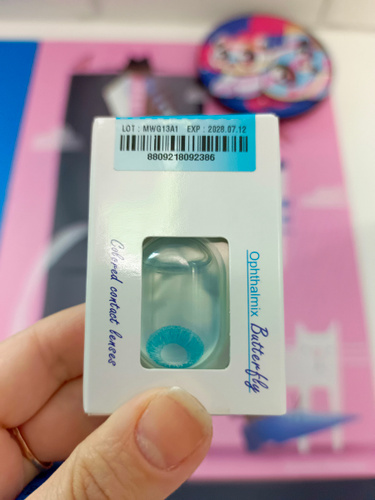 LOT : MWG13A1 EXP : 2028.07.12
8809218092386
Colored contact lenses
Ophthalmix Butterfly